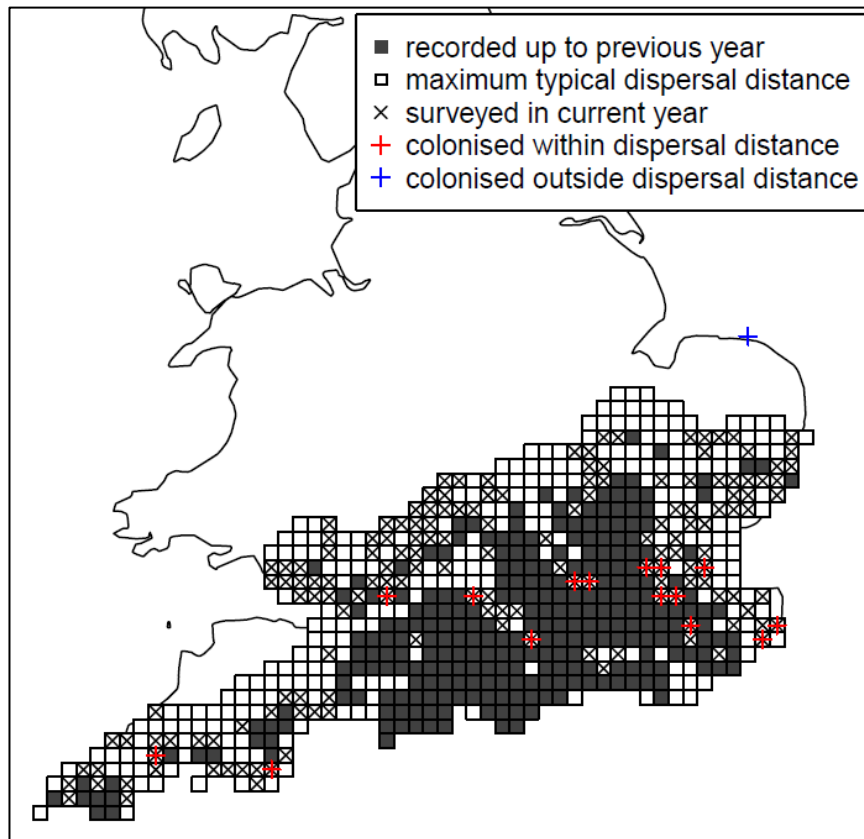 recorded up to previous year
maximum typical dispersal distance
surveyed in current year
colonised within dispersal distance
colonised outside dispersal distance